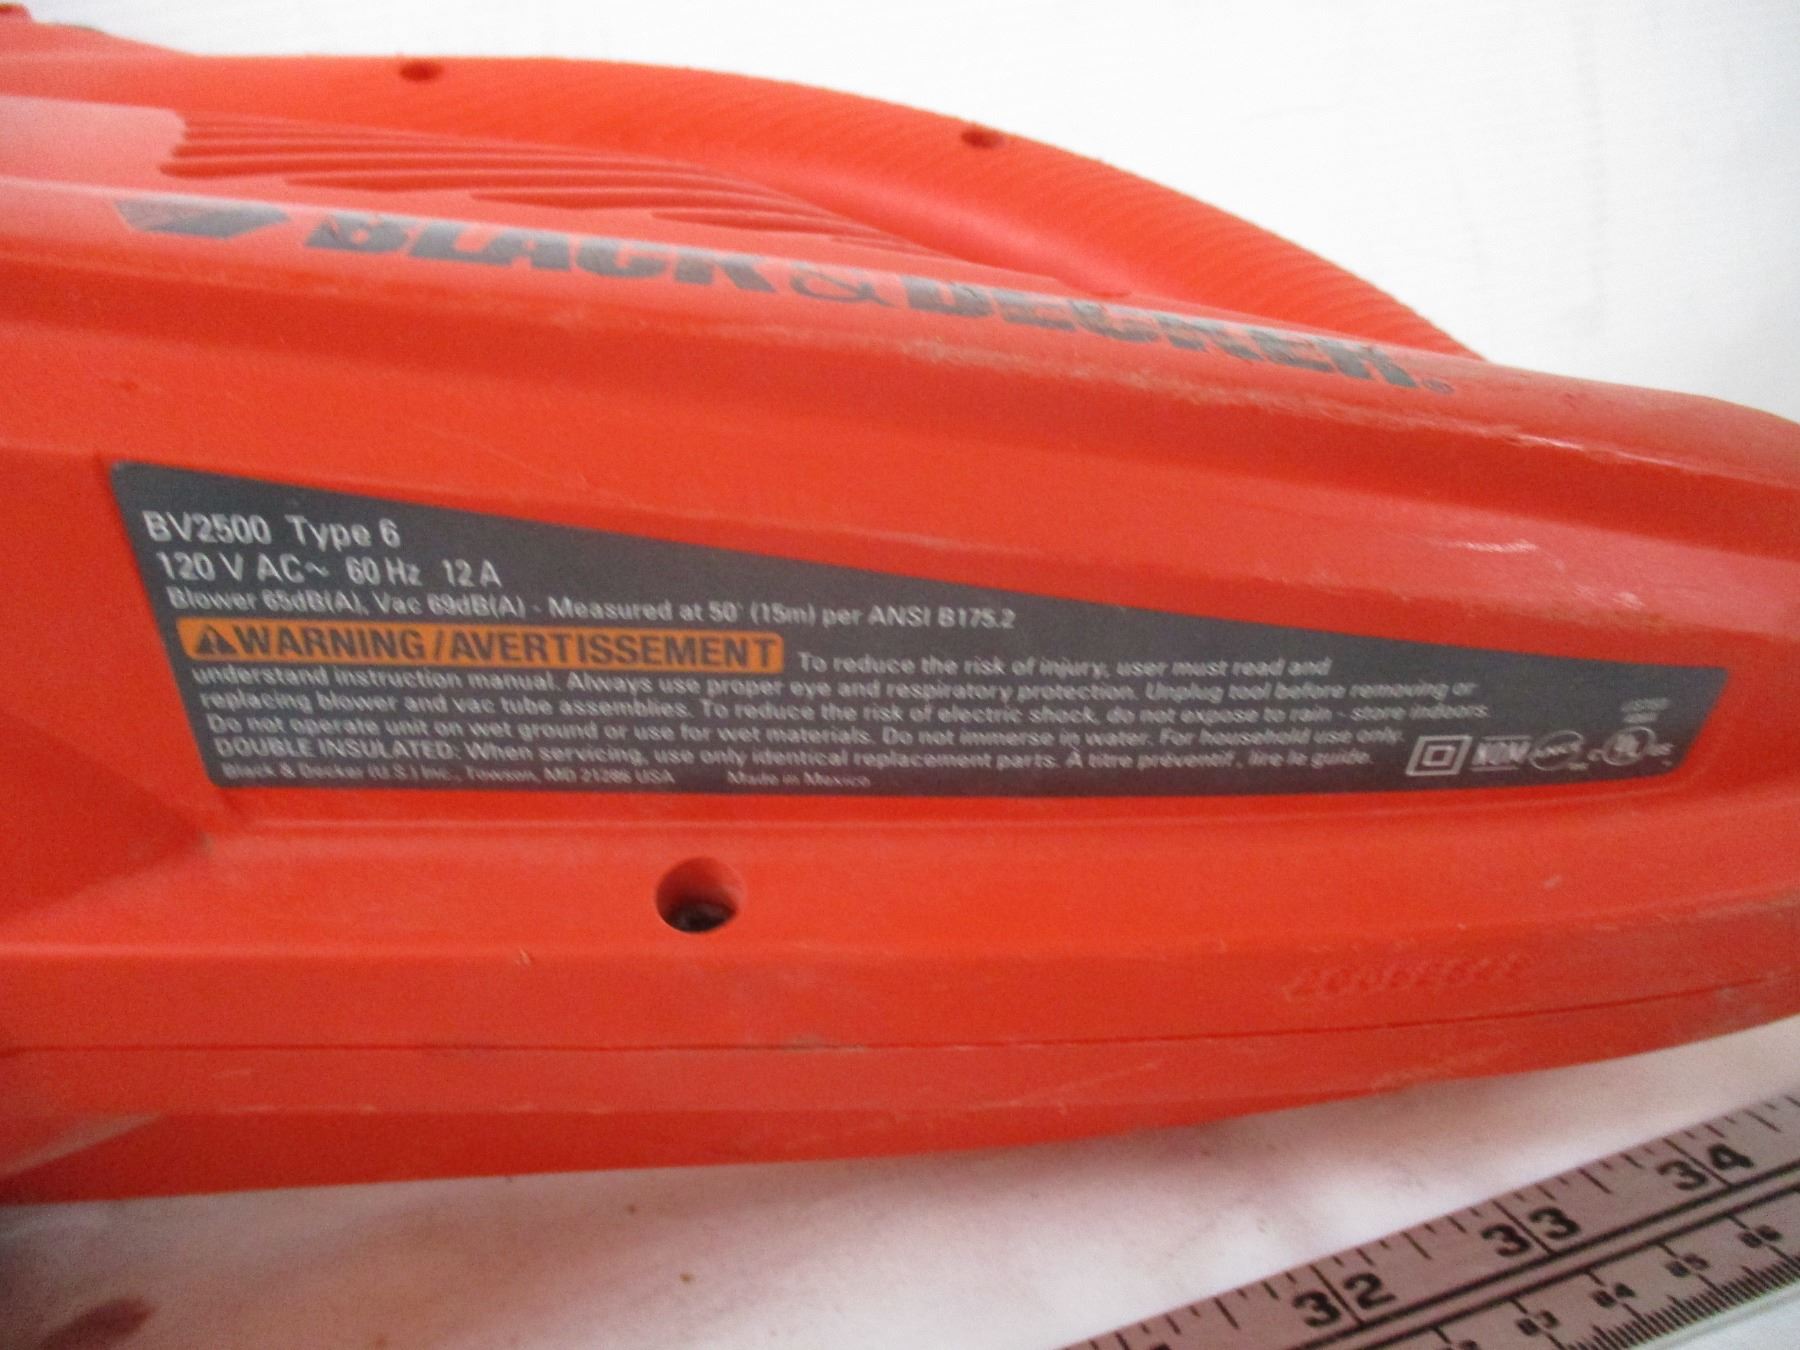 BLACK & DECKER®
BV2500 Type 6
120 V AC~ 60 Hz 12 A
Blower 65dB(A), Vac 69dB(A) - Measured at 50' (15m) per ANSI B175.2
WARNING / AVERTISSEMENT To reduce the risk of injury, user must read and
understand instruction manual. Always use proper eye and respiratory protection. Unplug tool before removing or
replacing blower and vac tube assemblies. To reduce the risk of electric shock, do not expose to rain - store indoors.
Do not operate unit on wet ground or use for wet materials. Do not immerse in water. For household use only.
DOUBLE INSULATED: When servicing, use only identical replacement parts. À titre préventif, lire le guide.
Black & Decker (U.S.) Inc., Towson, MD 21286 USA Made in Mexico
NOM UL
32 33 34
83 84 85 86